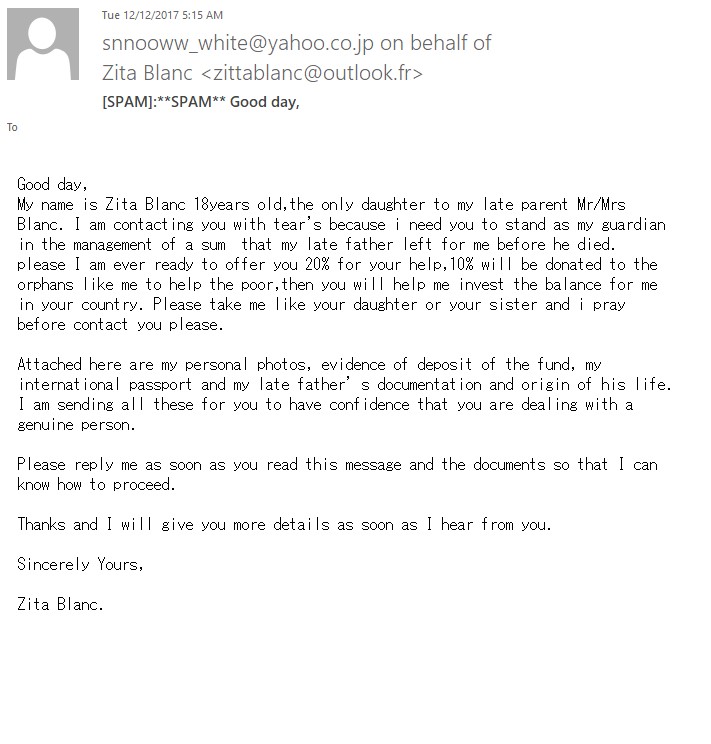 Tue 12/12/2017 5:15 AM
snnooww_white@yahoo.co.jp on behalf of
Zita Blanc <zittablanc@outlook.fr>
[SPAM]:**SPAM** Good day,
To
Good day,
My name is Zita Blanc 18years old,the only daughter to my late parent Mr/Mrs
Blanc. I am contacting you with tear's because i need you to stand as my guardian
in the management of a sum  that my late father left for me before he died.
please I am ever ready to offer you 20% for your help,10% will be donated to the
orphans like me to help the poor,then you will help me invest the balance for me
in your country. Please take me like your daughter or your sister and i pray
before contact you please.
Attached here are my personal photos, evidence of deposit of the fund, my
international passport and my late father’s documentation and origin of his life.
I am sending all these for you to have confidence that you are dealing with a
genuine person.
Please reply me as soon as you read this message and the documents so that I can
know how to proceed.
Thanks and I will give you more details as soon as I hear from you.
Sincerely Yours,
Zita Blanc.